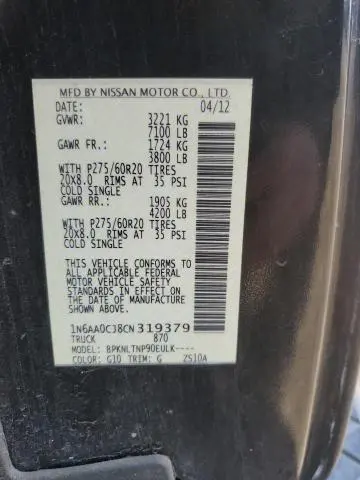 MFD BY NISSAN MOTOR CO., LTD.
DATE: 04/12
GVWR: 3221 KG
7100 LB
GAWR FR.: 1724 KG
3800 LB
WITH P275/60R20 TIRES
20x8.0 RIMS AT 35 PSI
COLD SINGLE
GAWR RR.: 1905 KG
4200 LB
WITH P275/60R20 TIRES
20x8.0 RIMS AT 35 PSI
COLD SINGLE
THIS VEHICLE CONFORMS TO
ALL APPLICABLE FEDERAL
MOTOR VEHICLE SAFETY
STANDARDS IN EFFECT ON
THE DATE OF MANUFACTURE
SHOWN ABOVE.
1N6AA0CJ8CN319379
TRUCK 870
MODEL: BPKNLTNP90EULK----
COLOR: G10 TRIM: G ZS10A